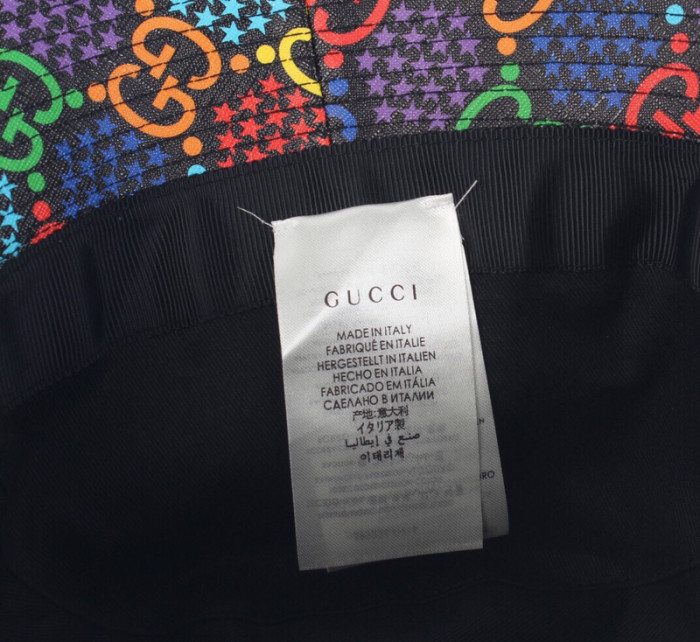 GUCCI
MADE IN ITALY
FABRIQUÉ EN ITALIE
HERGESTELLT IN ITALIEN
HECHO EN ITALIA
FABRICADO EM ITÁLIA
СДЕЛАНО В ИТАЛИИ
产地:意大利
イタリア製
صنع في إيطاليا
이태리제